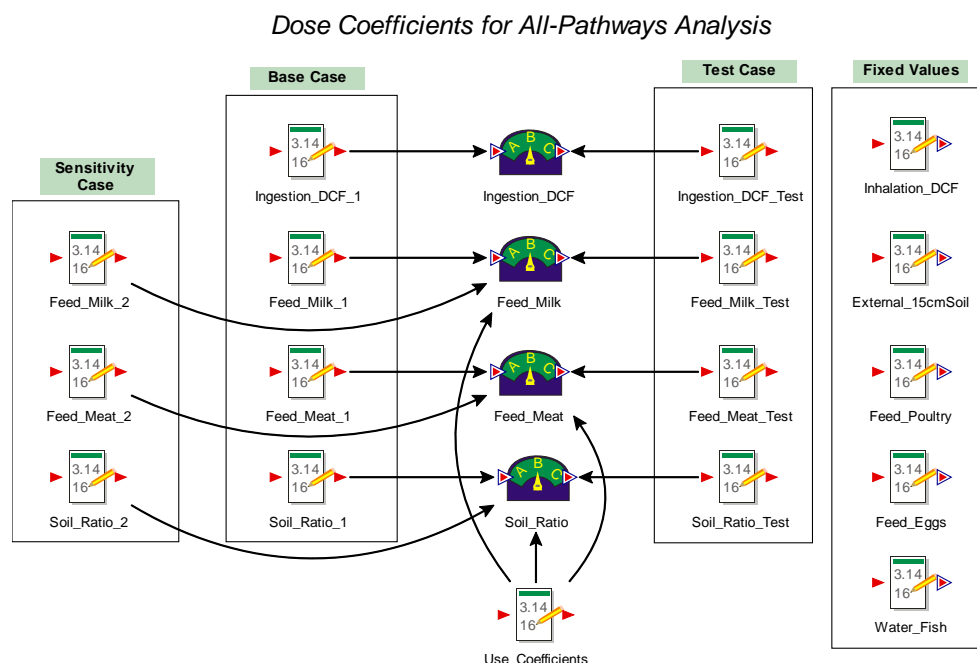 Dose Coefficients for All-Pathways Analysis
Base Case
Test Case
Fixed Values
Sensitivity
Case
3.14
16
Ingestion_DCF_1
A B C
Ingestion_DCF
3.14
16
Ingestion_DCF_Test
3.14
16
Inhalation_DCF
3.14
16
Feed_Milk_2
3.14
16
Feed_Milk_1
A B C
Feed_Milk
3.14
16
Feed_Milk_Test
3.14
16
External_15cmSoil
3.14
16
Feed_Meat_2
3.14
16
Feed_Meat_1
A B C
Feed_Meat
3.14
16
Feed_Meat_Test
3.14
16
Feed_Poultry
3.14
16
Soil_Ratio_2
3.14
16
Soil_Ratio_1
A B C
Soil_Ratio
3.14
16
Soil_Ratio_Test
3.14
16
Feed_Eggs
3.14
16
Use_Coefficients
3.14
16
Water_Fish